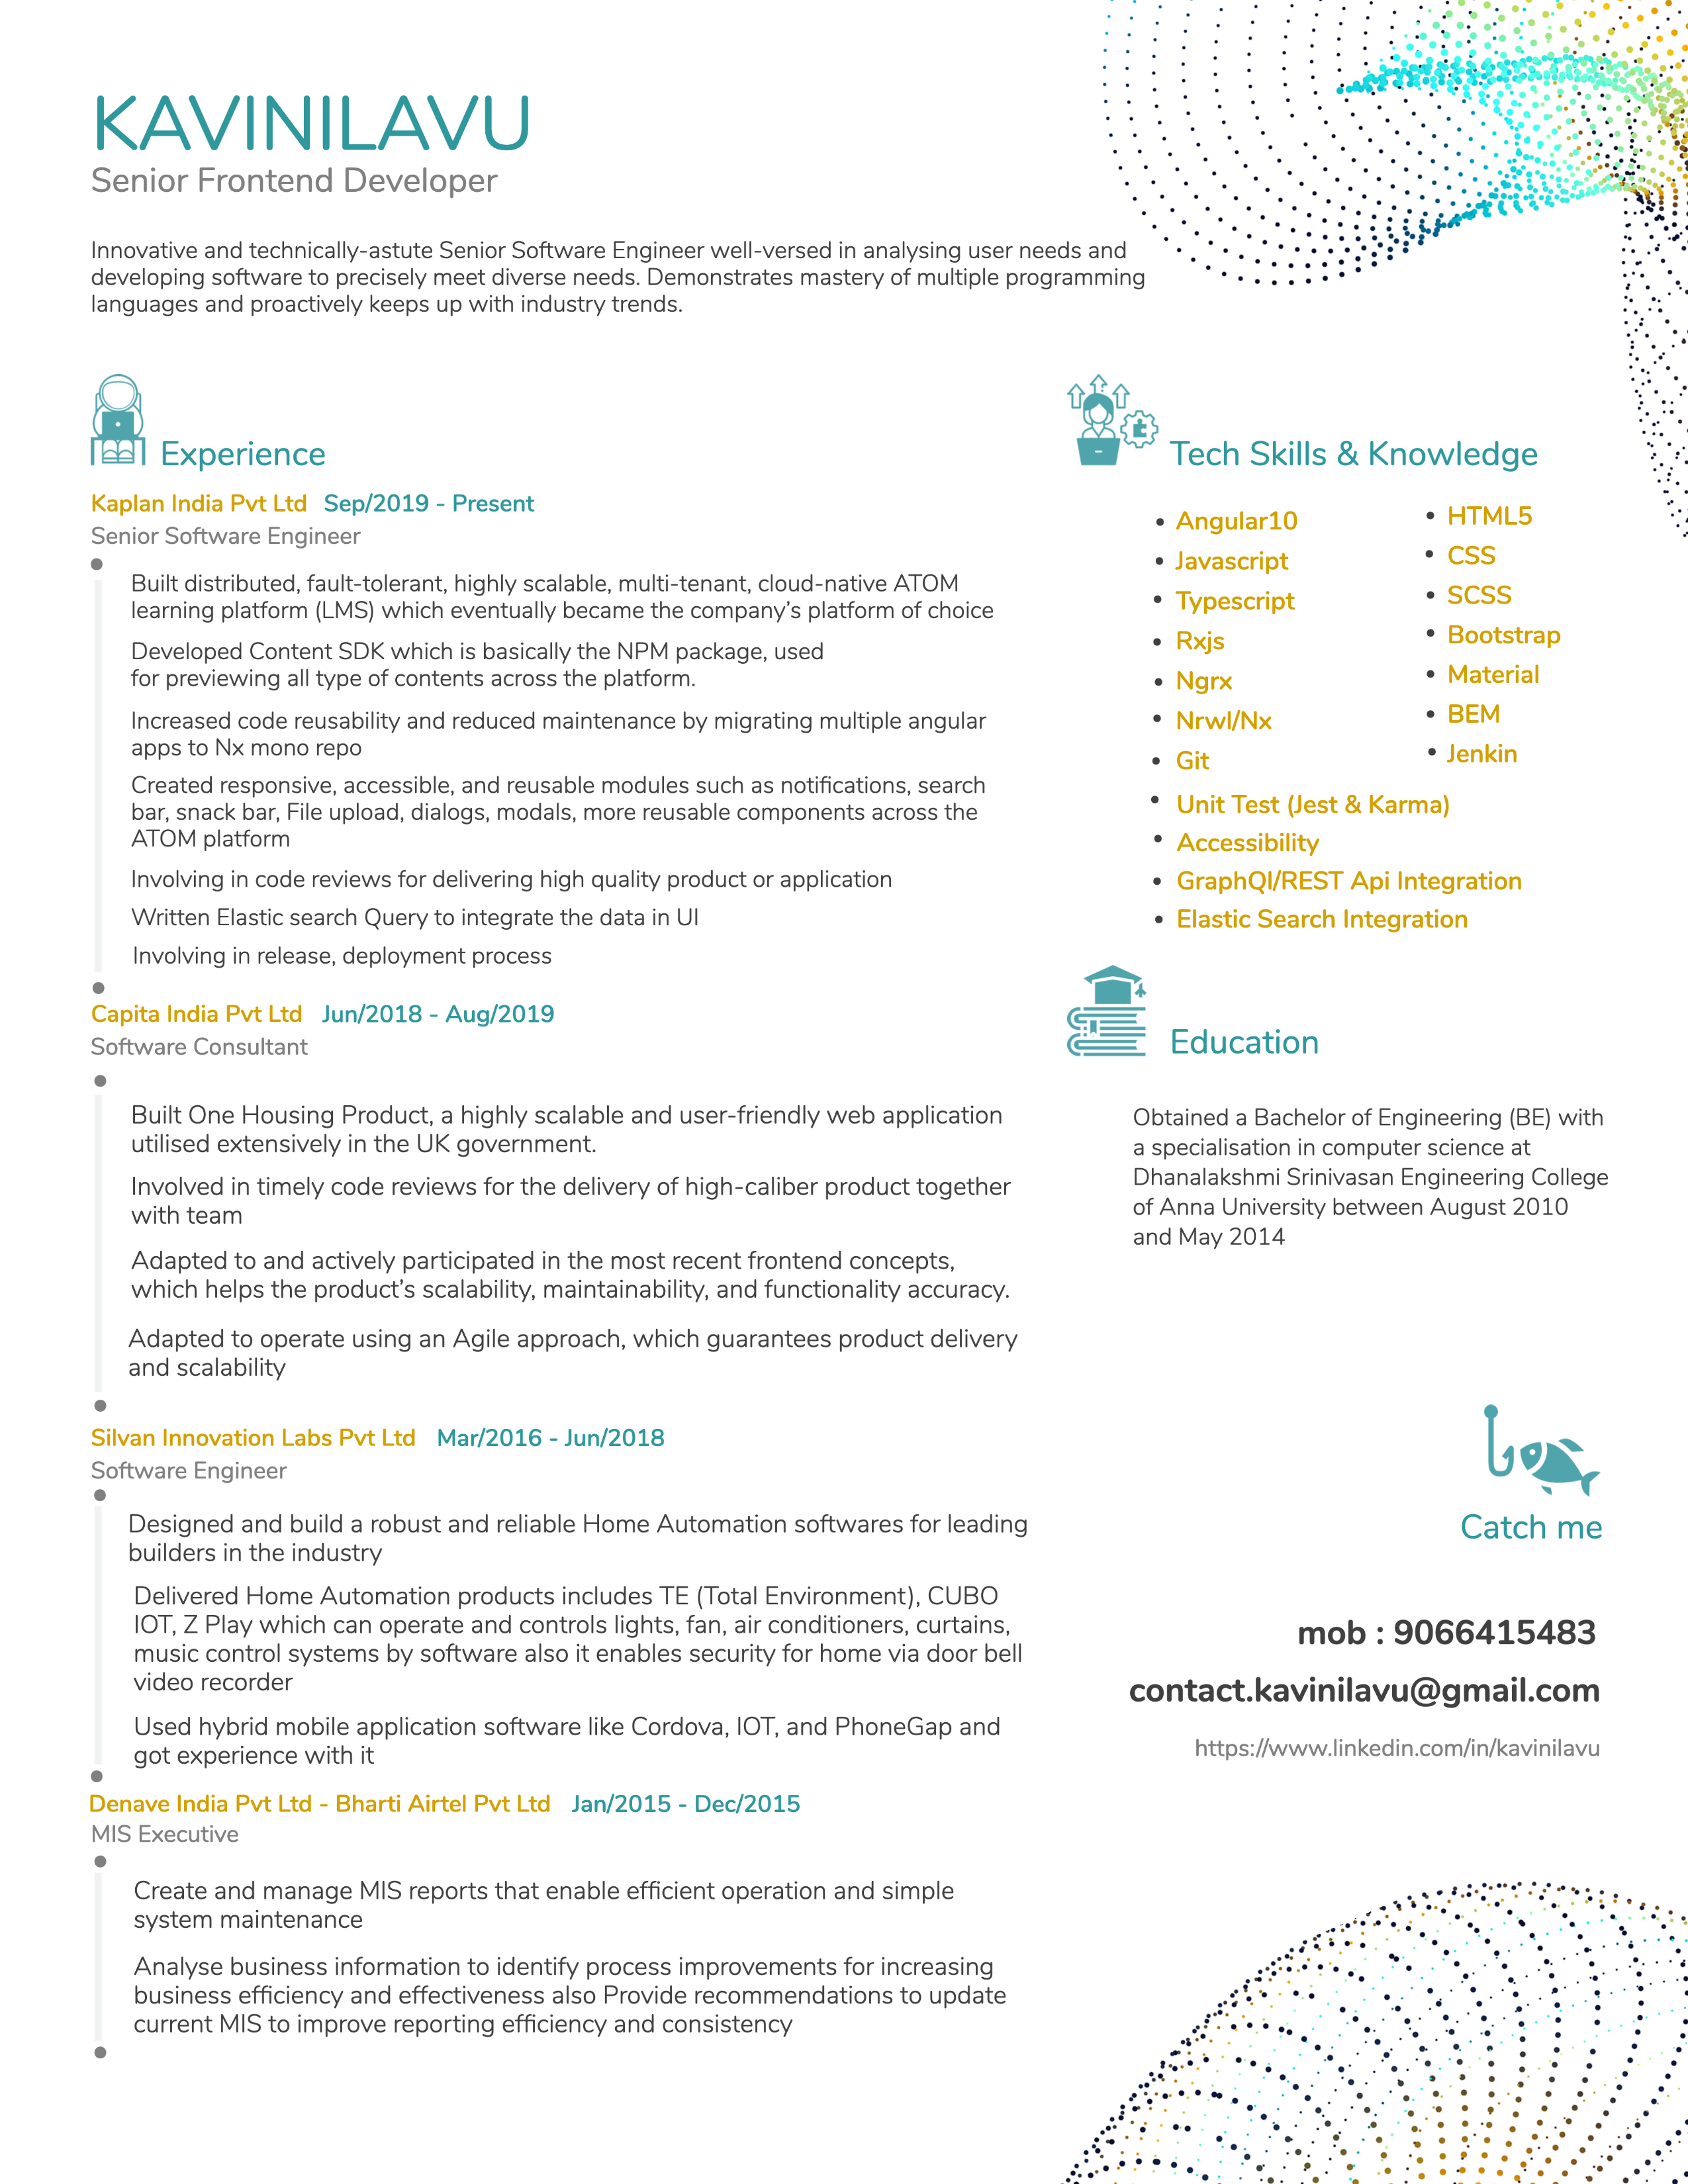 KAVINILAVU
Senior Frontend Developer
Innovative and technically-astute Senior Software Engineer well-versed in analysing user needs and
developing software to precisely meet diverse needs. Demonstrates mastery of multiple programming
languages and proactively keeps up with industry trends.
Experience
Kaplan India Pvt Ltd Sep/2019 - Present
Senior Software Engineer
Built distributed, fault-tolerant, highly scalable, multi-tenant, cloud-native ATOM
learning platform (LMS) which eventually became the company's platform of choice
Developed Content SDK which is basically the NPM package, used
for previewing all type of contents across the platform.
Increased code reusability and reduced maintenance by migrating multiple angular
apps to Nx mono repo
Created responsive, accessible, and reusable modules such as notifications, search
bar, snack bar, File upload, dialogs, modals, more reusable components across the
ATOM platform
Involving in code reviews for delivering high quality product or application
Written Elastic search Query to integrate the data in UI
Involving in release, deployment process
Capita India Pvt Ltd Jun/2018 - Aug/2019
Software Consultant
Built One Housing Product, a highly scalable and user-friendly web application
utilised extensively in the UK government.
Involved in timely code reviews for the delivery of high-caliber product together
with team
Adapted to and actively participated in the most recent frontend concepts,
which helps the product's scalability, maintainability, and functionality accuracy.
Adapted to operate using an Agile approach, which guarantees product delivery
and scalability
Silvan Innovation Labs Pvt Ltd Mar/2016 - Jun/2018
Software Engineer
Designed and build a robust and reliable Home Automation softwares for leading
builders in the industry
Delivered Home Automation products includes TE (Total Environment), CUBO
IOT, Z Play which can operate and controls lights, fan, air conditioners, curtains,
music control systems by software also it enables security for home via door bell
video recorder
Used hybrid mobile application software like Cordova, IOT, and PhoneGap and
got experience with it
Denave India Pvt Ltd - Bharti Airtel Pvt Ltd Jan/2015 - Dec/2015
MIS Executive
Create and manage MIS reports that enable efficient operation and simple
system maintenance
Analyse business information to identify process improvements for increasing
business efficiency and effectiveness also Provide recommendations to update
current MIS to improve reporting efficiency and consistency
Tech Skills & Knowledge
• Angular10
• Javascript
• Typescript
• Rxjs
• Ngrx
• Nrwl/Nx
• Git
• HTML5
• CSS
• SCSS
• Bootstrap
• Material
• BEM
• Jenkin
• Unit Test (Jest & Karma)
• Accessibility
• GraphQl/REST Api Integration
• Elastic Search Integration
Education
Obtained a Bachelor of Engineering (BE) with
a specialisation in computer science at
Dhanalakshmi Srinivasan Engineering College
of Anna University between August 2010
and May 2014
Catch me
mob : 9066415483
contact.kavinilavu@gmail.com
https://www.linkedin.com/in/kavinilavu